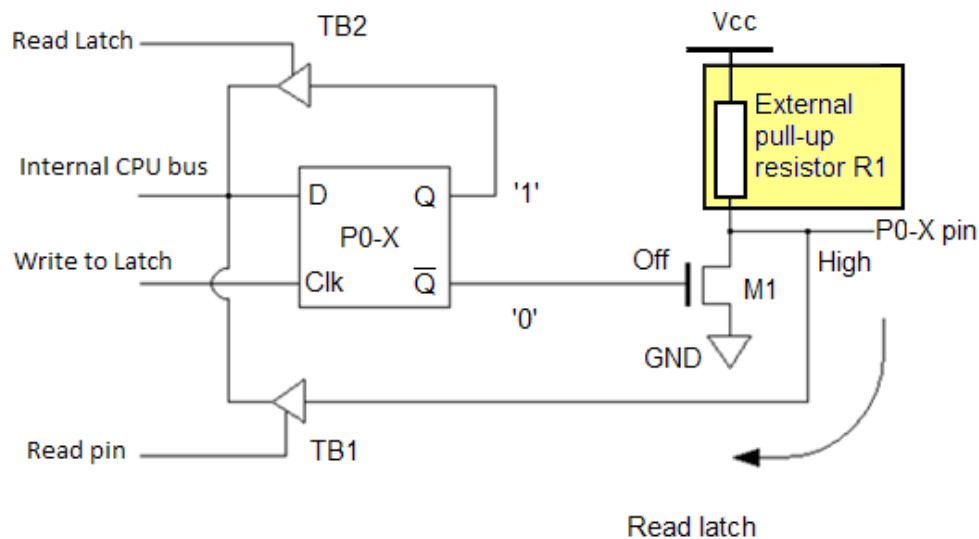 TB2
Read Latch
Vcc
External
pull-up
resistor R1
Internal CPU bus
D
Q
'1'
P0-X
P0-X pin
Write to Latch
Clk
Q
Off
High
M1
'0'
GND
Read pin
TB1
Read latch